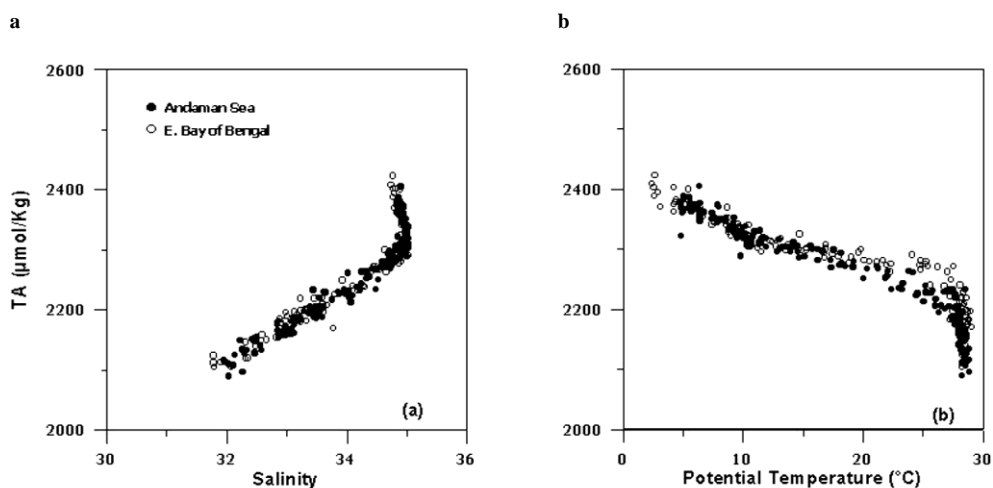 a
b
2600
2400
2200
2000
TA (µmol/Kg)
Andaman Sea
E. Bay of Bengal
(a)
30 32 34 36
Salinity
2600
2400
2200
2000
(b)
0 10 20 30
Potential Temperature (°C)